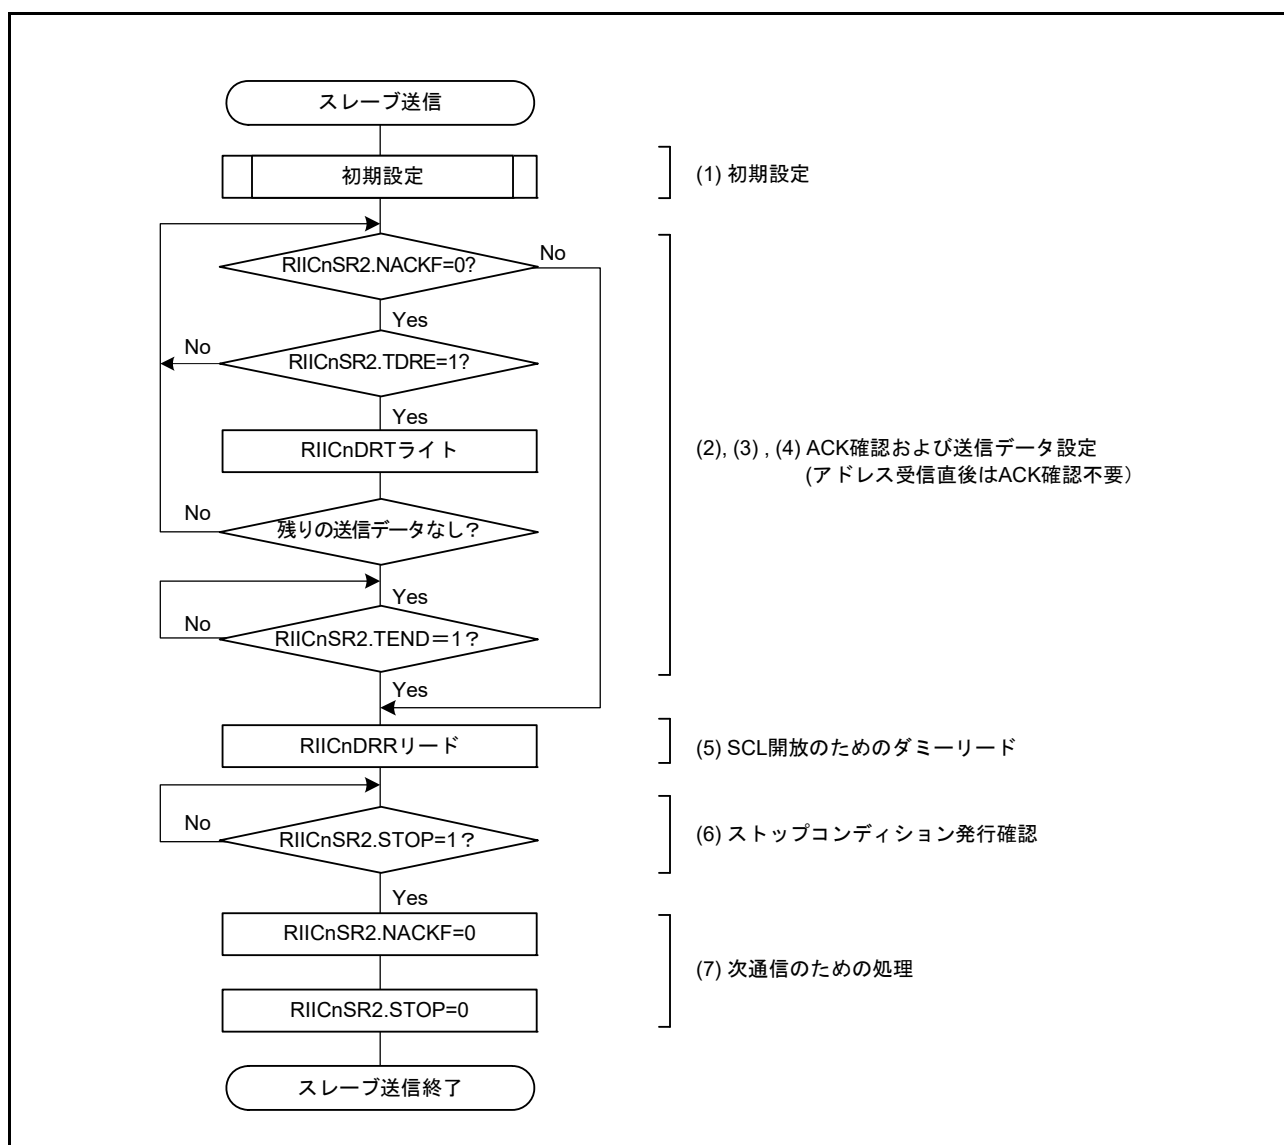 スレーブ送信
初期設定
(1) 初期設定
RIICnSR2.NACKF=0?
No
Yes
RIICnSR2.TDRE=1?
No
Yes
RIICnDRTライト
(2), (3) , (4) ACK確認および送信データ設定
(アドレス受信直後はACK確認不要）
残りの送信データなし？
No
Yes
RIICnSR2.TEND＝1？
No
Yes
RIICnDRRリード
(5) SCL開放のためのダミーリード
RIICnSR2.STOP=1？
No
(6) ストップコンディション発行確認
Yes
RIICnSR2.NACKF=0
(7) 次通信のための処理
RIICnSR2.STOP=0
スレーブ送信終了